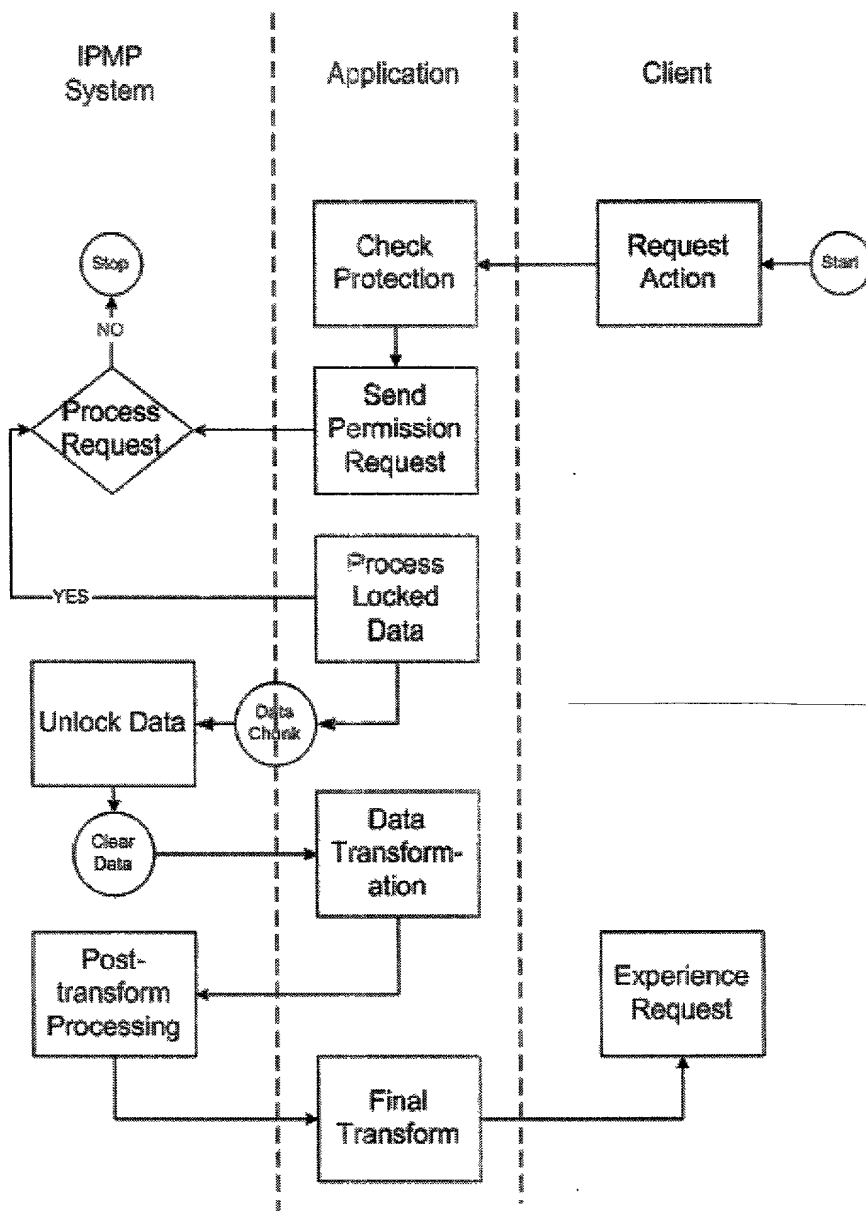 IPMP
System
Application
Client
Check
Protection
Request
Action
Start
Stop
NO
Process
Request
Send
Permission
Request
Process
Locked
Data
YES
Unlock Data
Data
Chunk
Clear
Data
Data
Transform-
ation
Post-
transform
Processing
Experience
Request
Final
Transform